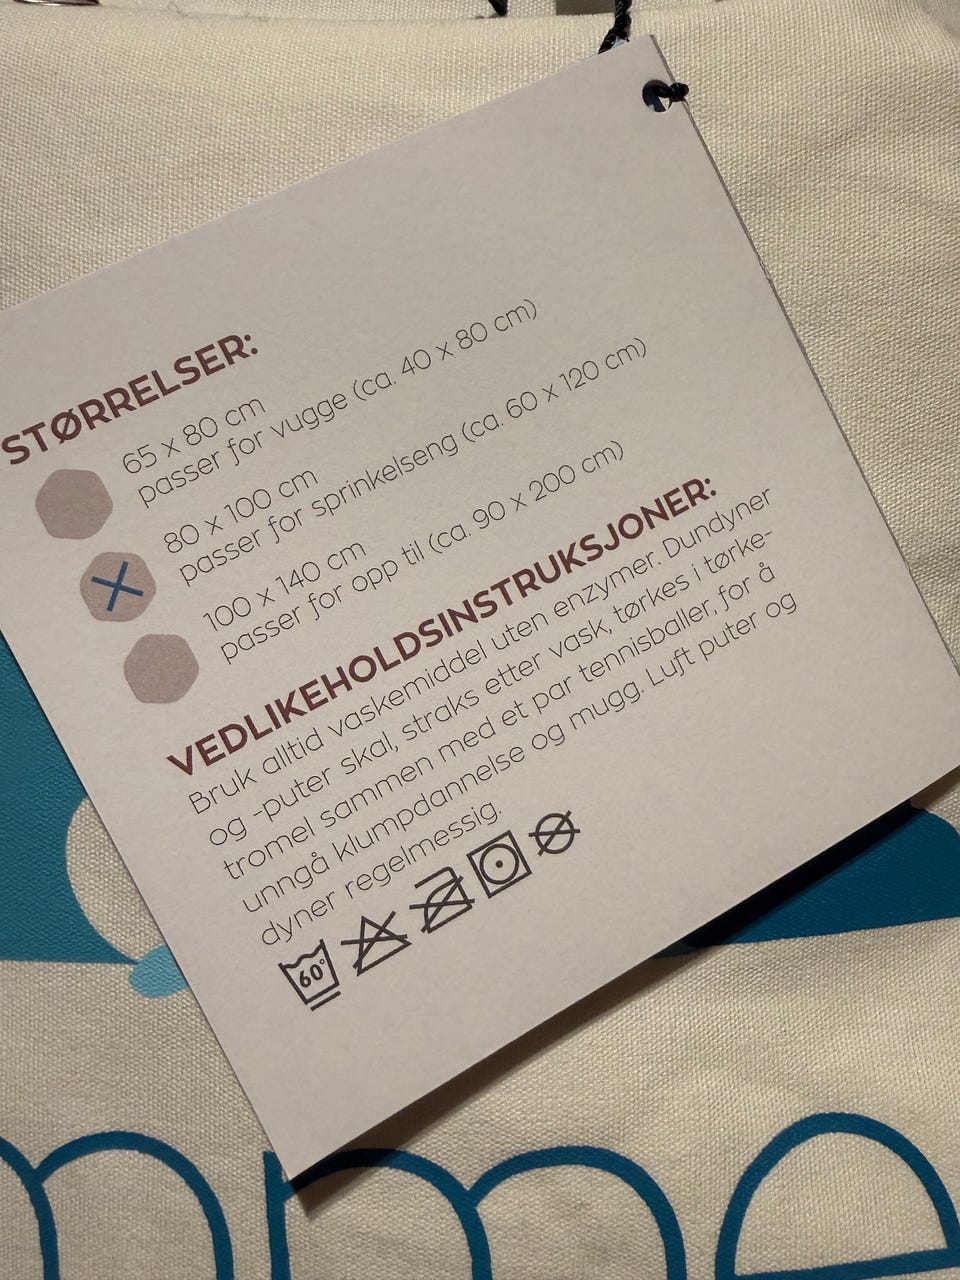 STØRRELSER:
65 x 80 cm
passer for vugge (ca. 40 x 80 cm)
80 x 100 cm
passer for sprinkelseng (ca. 60 x 120 cm)
100 x 140 cm
passer for opp til (ca. 90 x 200 cm)
VEDLIKEHOLDSINSTRUKSJONER:
Bruk alltid vaskemiddel uten enzymer. Dundyner
og -puter skal, straks etter vask, tørkes i tørke-
tromel sammen med et par tennisballer, for å
unngå klumpdannelse og mugg. Luft puter og
dyner regelmessig.
60°